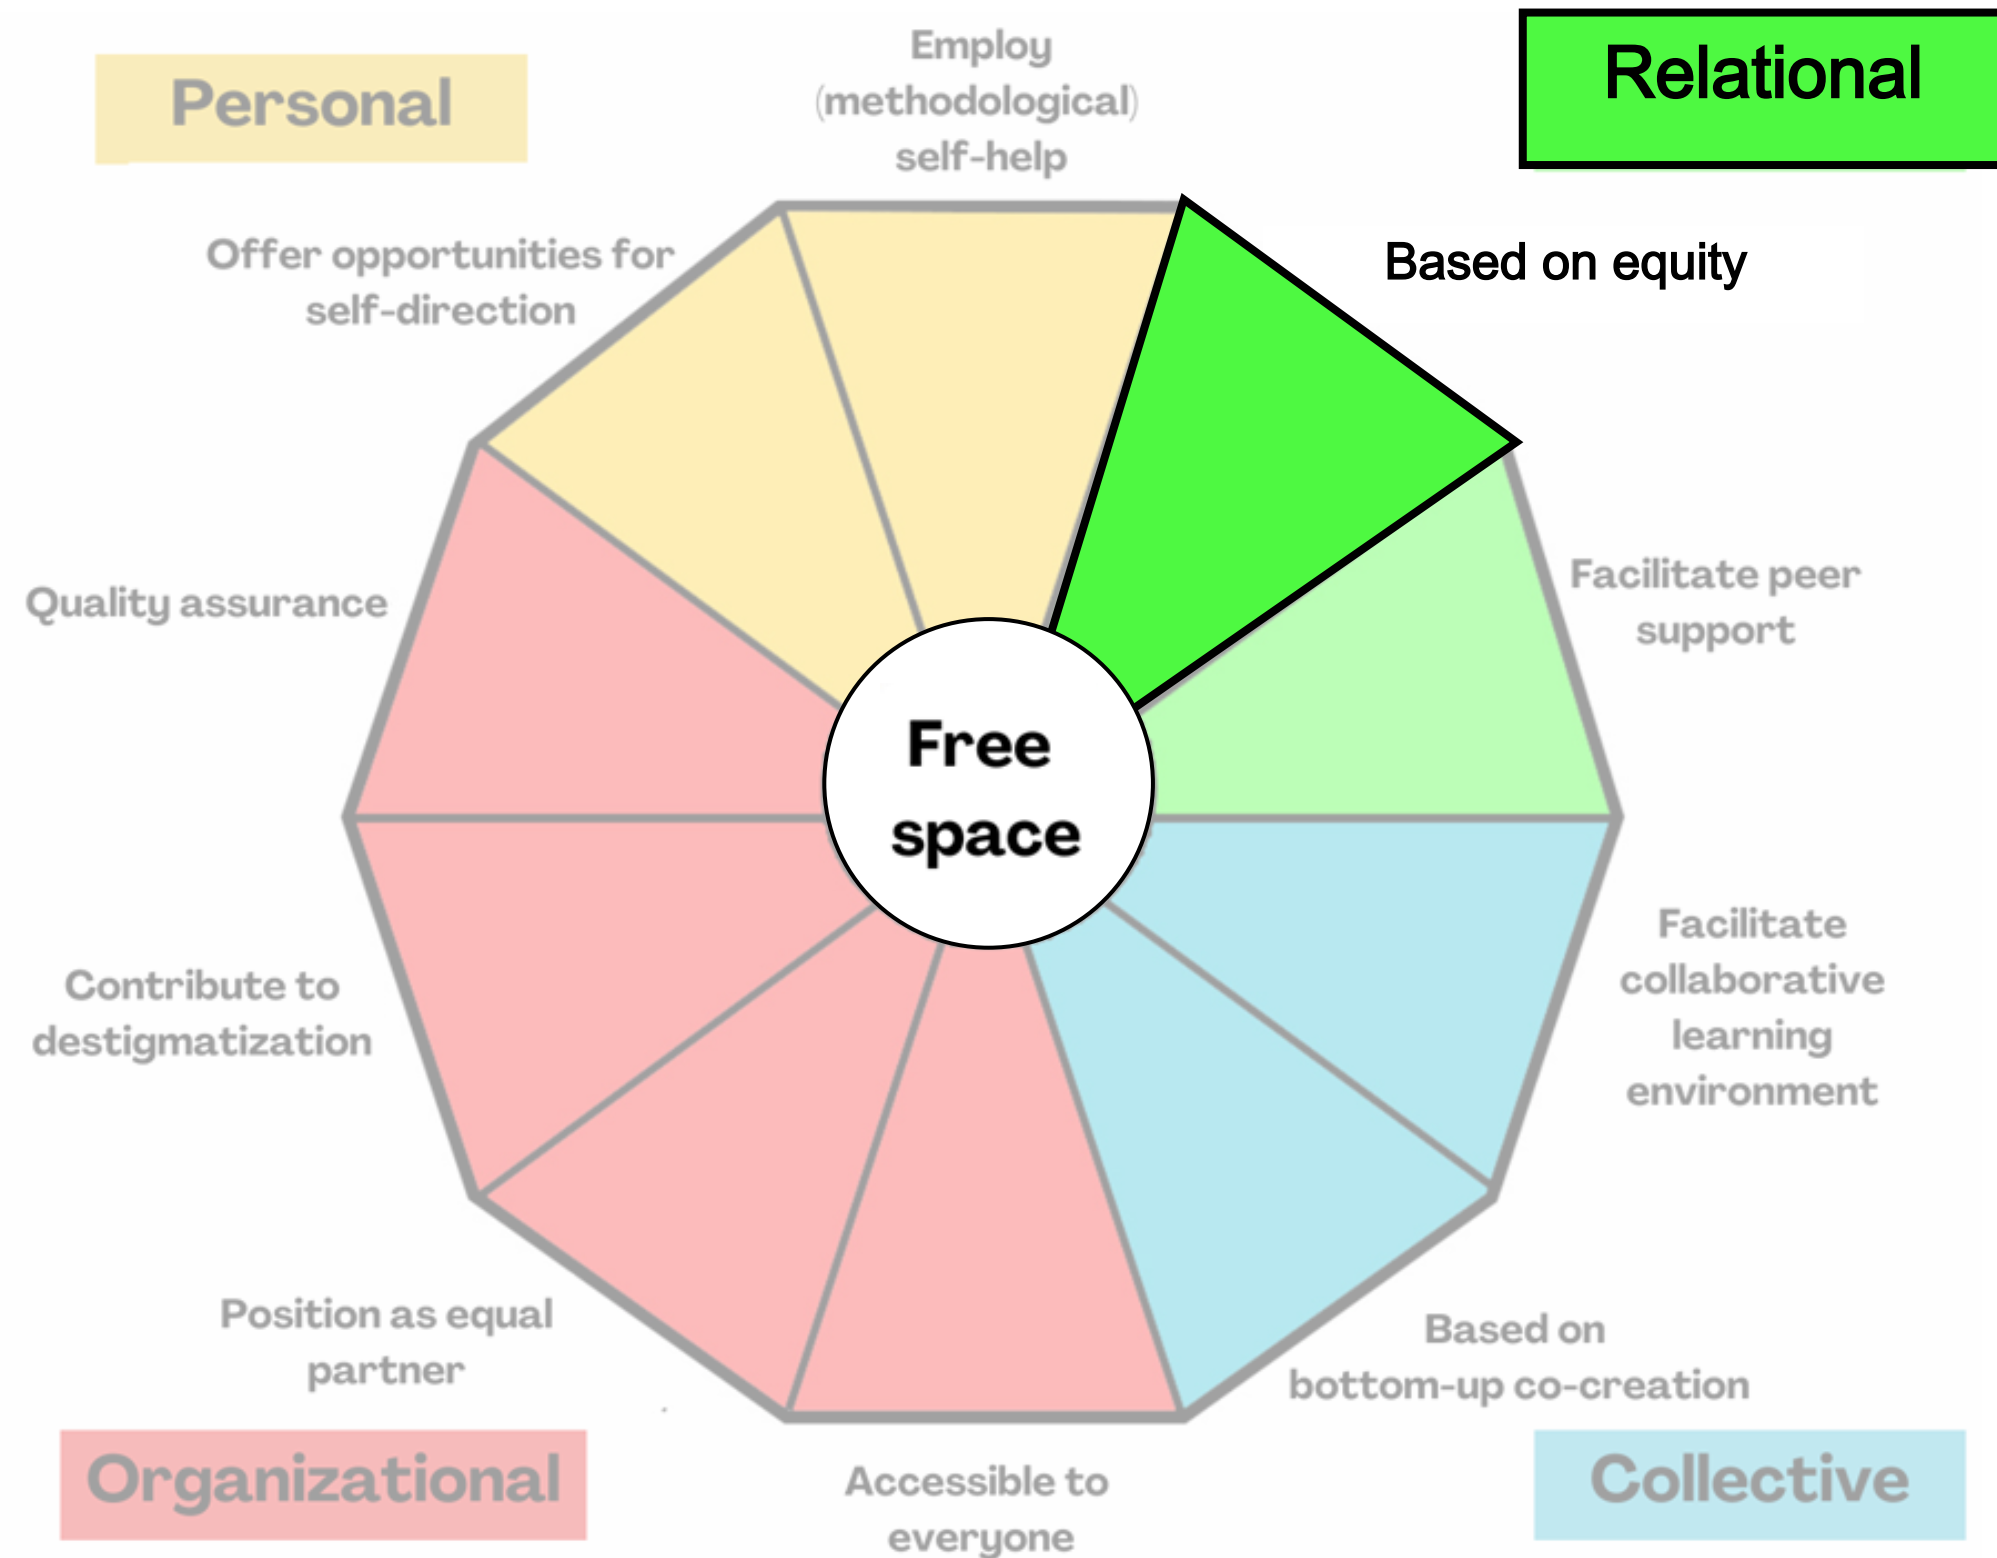 Personal
Employ
(methodological)
self-help
Relational
Offer opportunities for
self-direction
Based on equity
Quality assurance
Facilitate peer
support
Free
space
Contribute to
destigmatization
Facilitate
collaborative
learning
environment
Position as equal
partner
Based on
bottom-up co-creation
Organizational
Accessible to
everyone
Collective